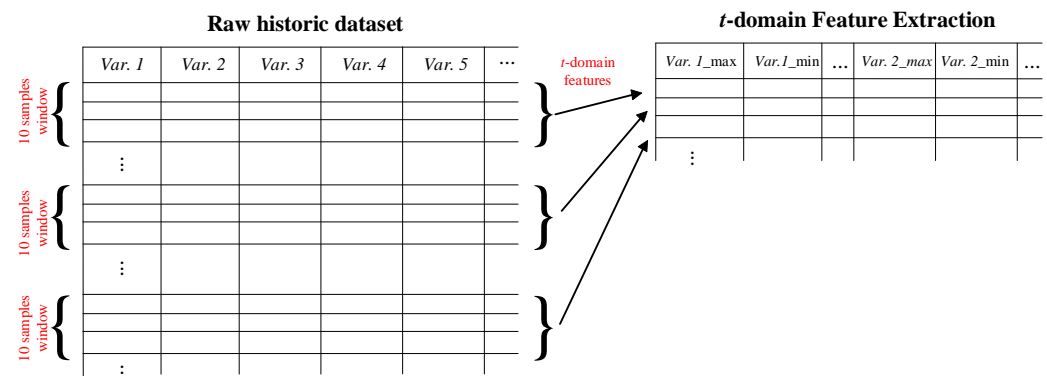 Raw historic dataset
Var. 1 Var. 2 Var. 3 Var. 4 Var. 5 ...
10 samples
window
⋮
10 samples
window
⋮
10 samples
window
⋮
t-domain
features
t-domain Feature Extraction
Var. 1_max Var.1_min ... Var. 2_max Var. 2_min ...
⋮